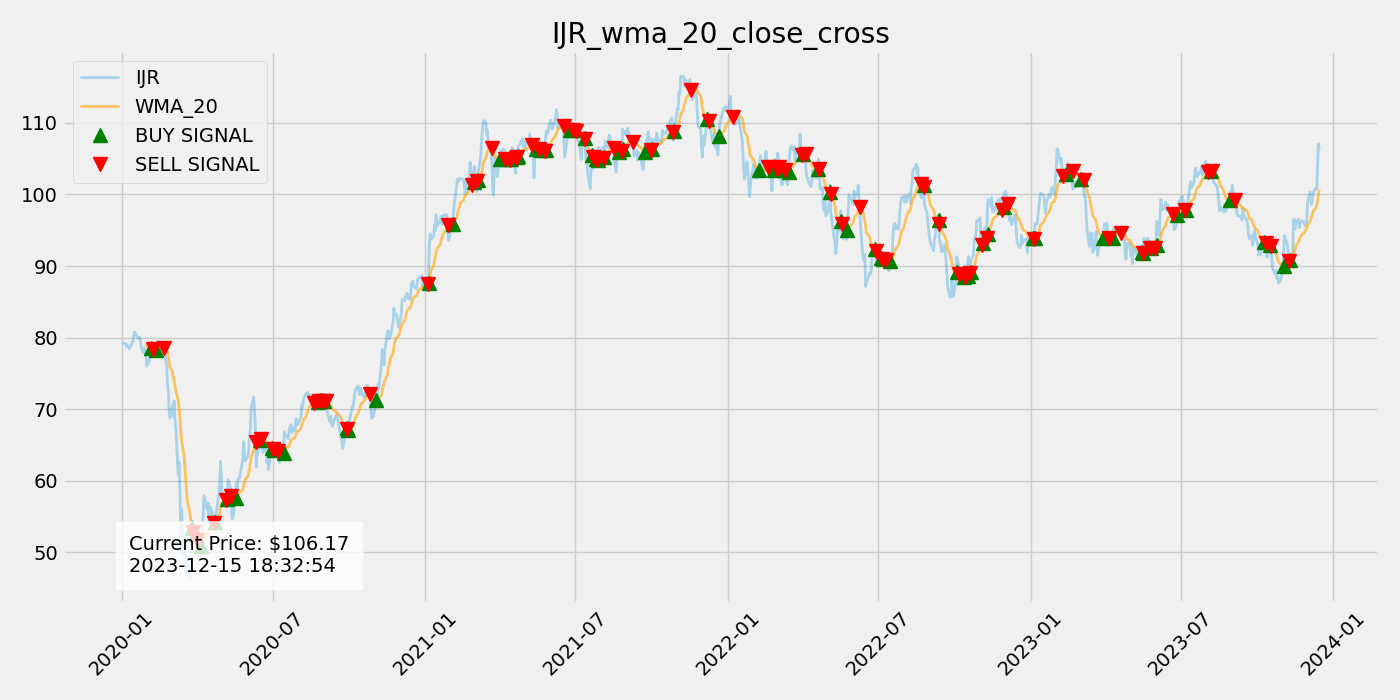 IJR_wma_20_close_cross
IJR
WMA_20
BUY SIGNAL
SELL SIGNAL
110
100
90
80
70
60
50
Current Price: $106.17
2023-12-15 18:32:54
2020-01
2020-07
2021-01
2021-07
2022-01
2022-07
2023-01
2023-07
2024-01